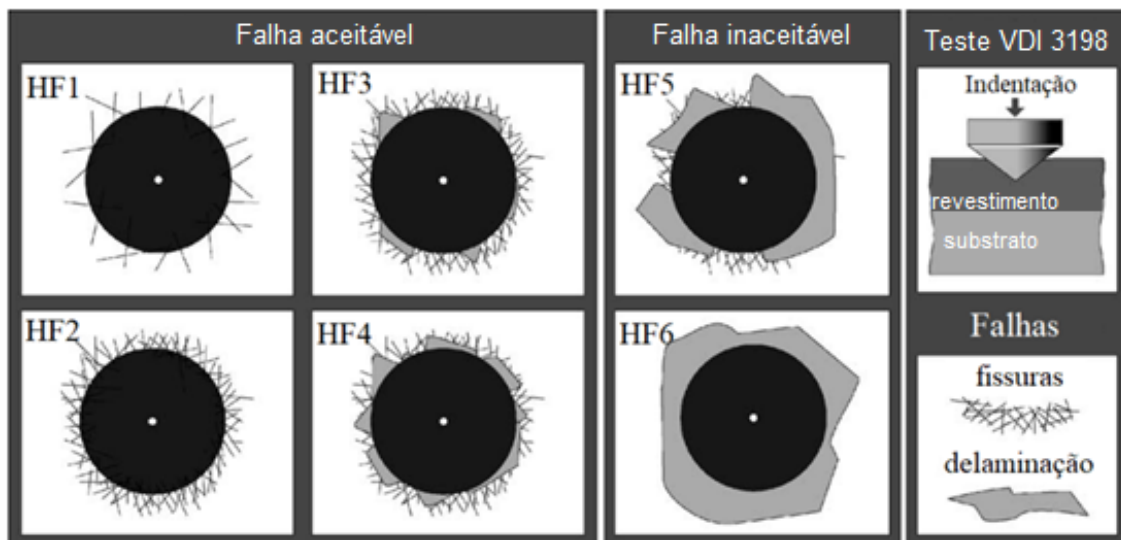 Falha aceitável
HF1
HF3
HF2
HF4
Falha inaceitável
HF5
HF6
Teste VDI 3198
Indentação
revestimento
substrato
Falhas
fissuras
delaminação